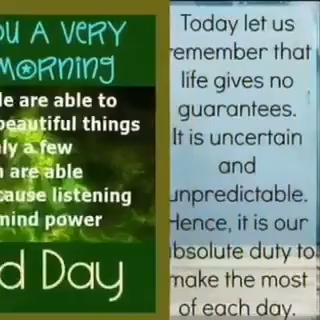 OU A VERY
MORNING
le are able to
beautiful things
ly a few
n are able
cause listening
mind power
d Day
Today let us
remember that
life gives no
guarantees.
It is uncertain
and
unpredictable.
Hence, it is our
absolute duty to
make the most
of each day.